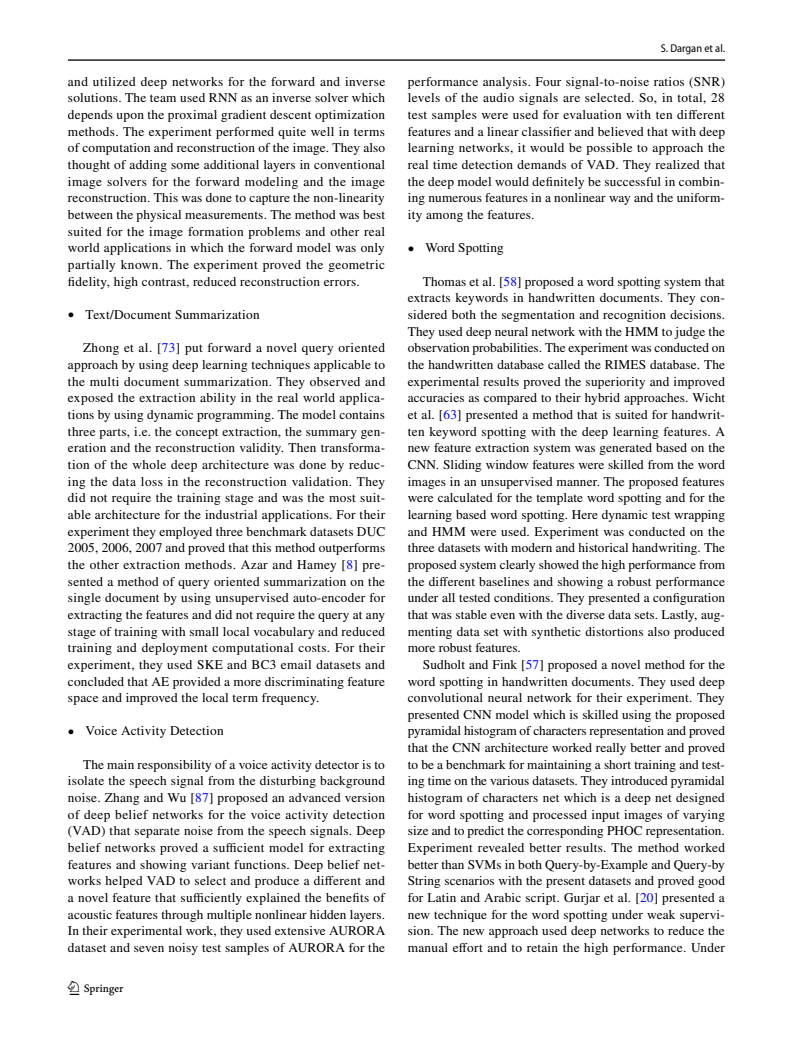 S. Dargan et al.
and utilized deep networks for the forward and inverse
solutions. The team used RNN as an inverse solver which
depends upon the proximal gradient descent optimization
methods. The experiment performed quite well in terms
of computation and reconstruction of the image. They also
thought of adding some additional layers in conventional
image solvers for the forward modeling and the image
reconstruction. This was done to capture the non-linearity
between the physical measurements. The method was best
suited for the image formation problems and other real
world applications in which the forward model was only
partially known. The experiment proved the geometric
fidelity, high contrast, reduced reconstruction errors.
• Text/Document Summarization
Zhong et al. [73] put forward a novel query oriented
approach by using deep learning techniques applicable to
the multi document summarization. They observed and
exposed the extraction ability in the real world applica-
tions by using dynamic programming. The model contains
three parts, i.e. the concept extraction, the summary gen-
eration and the reconstruction validity. Then transforma-
tion of the whole deep architecture was done by reduc-
ing the data loss in the reconstruction validation. They
did not require the training stage and was the most suit-
able architecture for the industrial applications. For their
experiment they employed three benchmark datasets DUC
2005, 2006, 2007 and proved that this method outperforms
the other extraction methods. Azar and Hamey [8] pre-
sented a method of query oriented summarization on the
single document by using unsupervised auto-encoder for
extracting the features and did not require the query at any
stage of training with small local vocabulary and reduced
training and deployment computational costs. For their
experiment, they used SKE and BC3 email datasets and
concluded that AE provided a more discriminating feature
space and improved the local term frequency.
• Voice Activity Detection
The main responsibility of a voice activity detector is to
isolate the speech signal from the disturbing background
noise. Zhang and Wu [87] proposed an advanced version
of deep belief networks for the voice activity detection
(VAD) that separate noise from the speech signals. Deep
belief networks proved a sufficient model for extracting
features and showing variant functions. Deep belief net-
works helped VAD to select and produce a different and
a novel feature that sufficiently explained the benefits of
acoustic features through multiple nonlinear hidden layers.
In their experimental work, they used extensive AURORA
dataset and seven noisy test samples of AURORA for the
performance analysis. Four signal-to-noise ratios (SNR)
levels of the audio signals are selected. So, in total, 28
test samples were used for evaluation with ten different
features and a linear classifier and believed that with deep
learning networks, it would be possible to approach the
real time detection demands of VAD. They realized that
the deep model would definitely be successful in combin-
ing numerous features in a nonlinear way and the uniform-
ity among the features.
• Word Spotting
Thomas et al. [58] proposed a word spotting system that
extracts keywords in handwritten documents. They con-
sidered both the segmentation and recognition decisions.
They used deep neural network with the HMM to judge the
observation probabilities. The experiment was conducted on
the handwritten database called the RIMES database. The
experimental results proved the superiority and improved
accuracies as compared to their hybrid approaches. Wicht
et al. [63] presented a method that is suited for handwrit-
ten keyword spotting with the deep learning features. A
new feature extraction system was generated based on the
CNN. Sliding window features were skilled from the word
images in an unsupervised manner. The proposed features
were calculated for the template word spotting and for the
learning based word spotting. Here dynamic test wrapping
and HMM were used. Experiment was conducted on the
three datasets with modern and historical handwriting. The
proposed system clearly showed the high performance from
the different baselines and showing a robust performance
under all tested conditions. They presented a configuration
that was stable even with the diverse data sets. Lastly, aug-
menting data set with synthetic distortions also produced
more robust features.
Sudholt and Fink [57] proposed a novel method for the
word spotting in handwritten documents. They used deep
convolutional neural network for their experiment. They
presented CNN model which is skilled using the proposed
pyramidal histogram of characters representation and proved
that the CNN architecture worked really better and proved
to be a benchmark for maintaining a short training and test-
ing time on the various datasets. They introduced pyramidal
histogram of characters net which is a deep net designed
for word spotting and processed input images of varying
size and to predict the corresponding PHOC representation.
Experiment revealed better results. The method worked
better than SVMs in both Query-by-Example and Query-by
String scenarios with the present datasets and proved good
for Latin and Arabic script. Gurjar et al. [20] presented a
new technique for the word spotting under weak supervi-
sion. The new approach used deep networks to reduce the
manual effort and to retain the high performance. Under
Springer